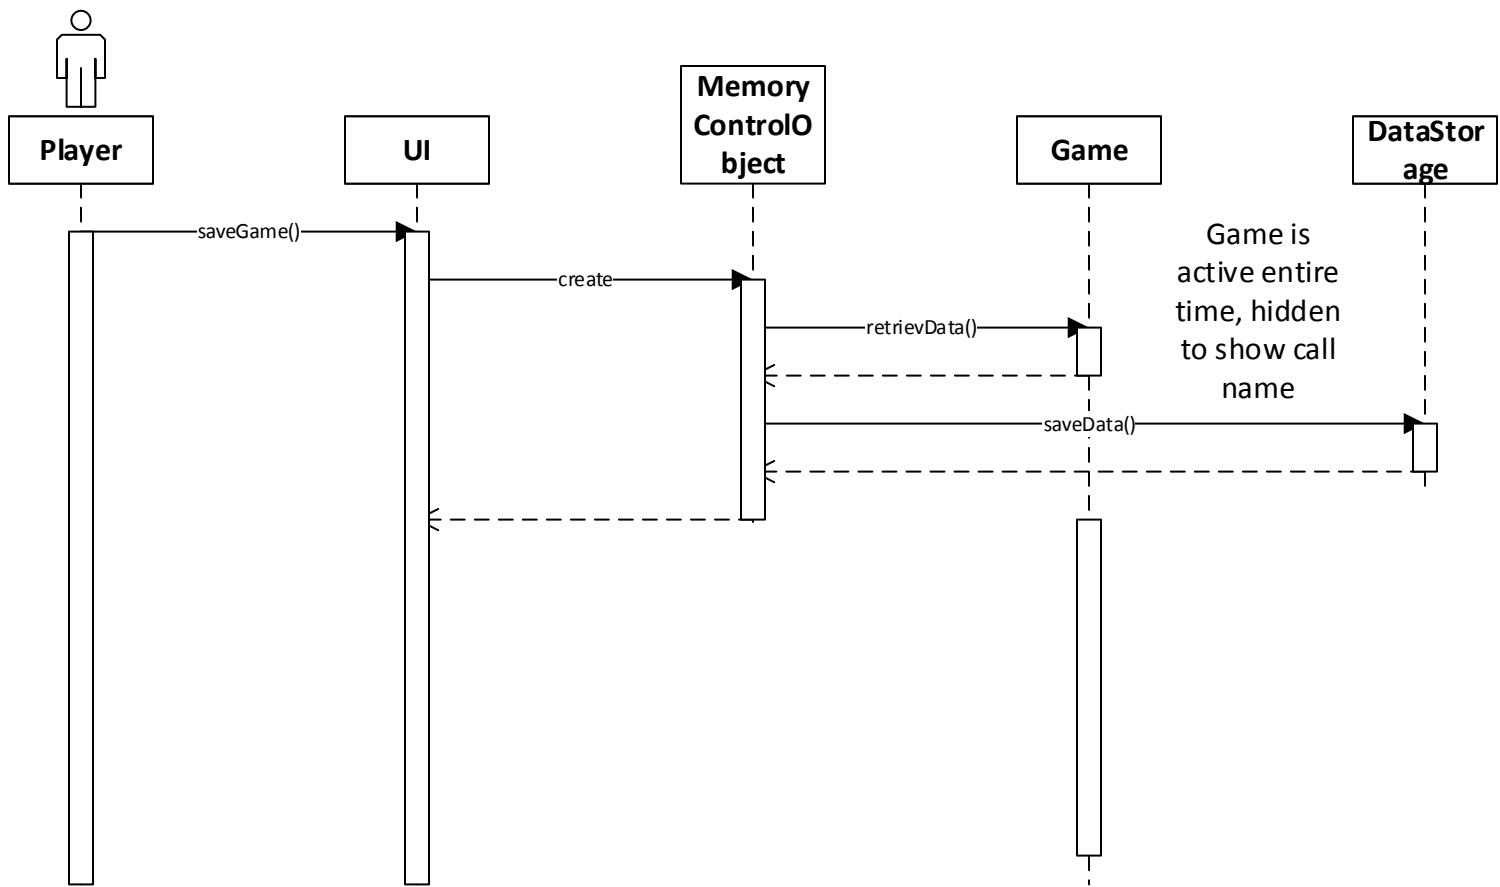 Memory
ControlO
bject
Player
UI
Game
DataStor
age
saveGame()
Game is
active entire
time, hidden
to show call
name
create
retrievData()
saveData()